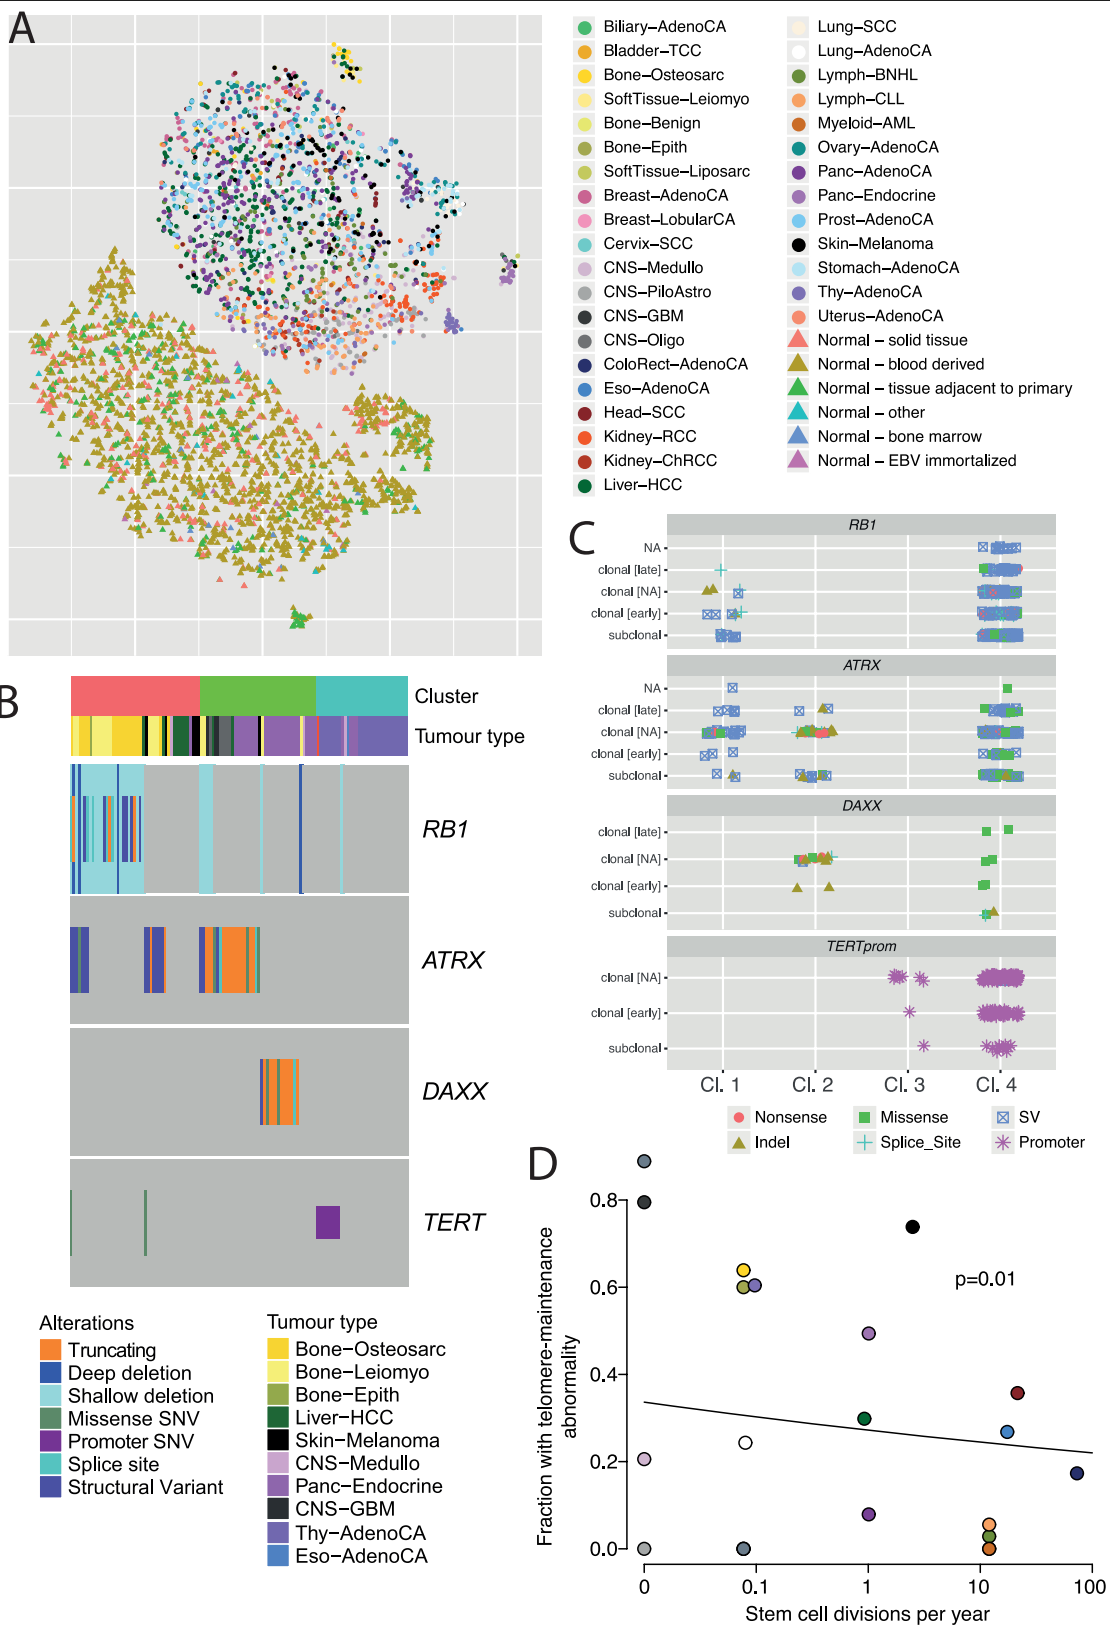 A
Biliary–AdenoCA
Bladder–TCC
Bone–Osteosarc
SoftTissue–Leiomyo
Bone–Benign
Bone–Epith
SoftTissue–Liposarc
Breast–AdenoCA
Breast–LobularCA
Cervix–SCC
CNS–Medullo
CNS–PiloAstro
CNS–GBM
CNS–Oligo
ColoRect–AdenoCA
Eso–AdenoCA
Head–SCC
Kidney–RCC
Kidney–ChRCC
Liver–HCC
Lung–SCC
Lung–AdenoCA
Lymph–BNHL
Lymph–CLL
Myeloid–AML
Ovary–AdenoCA
Panc–AdenoCA
Panc–Endocrine
Prost–AdenoCA
Skin–Melanoma
Stomach–AdenoCA
Thy–AdenoCA
Uterus–AdenoCA
Normal – solid tissue
Normal – blood derived
Normal – tissue adjacent to primary
Normal – other
Normal – bone marrow
Normal – EBV immortalized
B
Cluster
Tumour type
RB1
ATRX
DAXX
TERT
Alterations
Truncating
Deep deletion
Shallow deletion
Missense SNV
Promoter SNV
Splice site
Structural Variant
Tumour type
Bone–Osteosarc
Bone–Leiomyo
Bone–Epith
Liver–HCC
Skin–Melanoma
CNS–Medullo
Panc–Endocrine
CNS–GBM
Thy–AdenoCA
Eso–AdenoCA
C
RB1
NA
clonal [late]
clonal [NA]
clonal [early]
subclonal
ATRX
NA
clonal [late]
clonal [NA]
clonal [early]
subclonal
DAXX
clonal [late]
clonal [NA]
clonal [early]
subclonal
TERTprom
clonal [NA]
clonal [early]
subclonal
Cl. 1 Cl. 2 Cl. 3 Cl. 4
Nonsense Missense SV
Indel Splice_Site Promoter
D
Fraction with telomere-maintenance
abnormality
0.8
0.6
0.4
0.2
0.0
p=0.01
0 0.1 1 10 100
Stem cell divisions per year